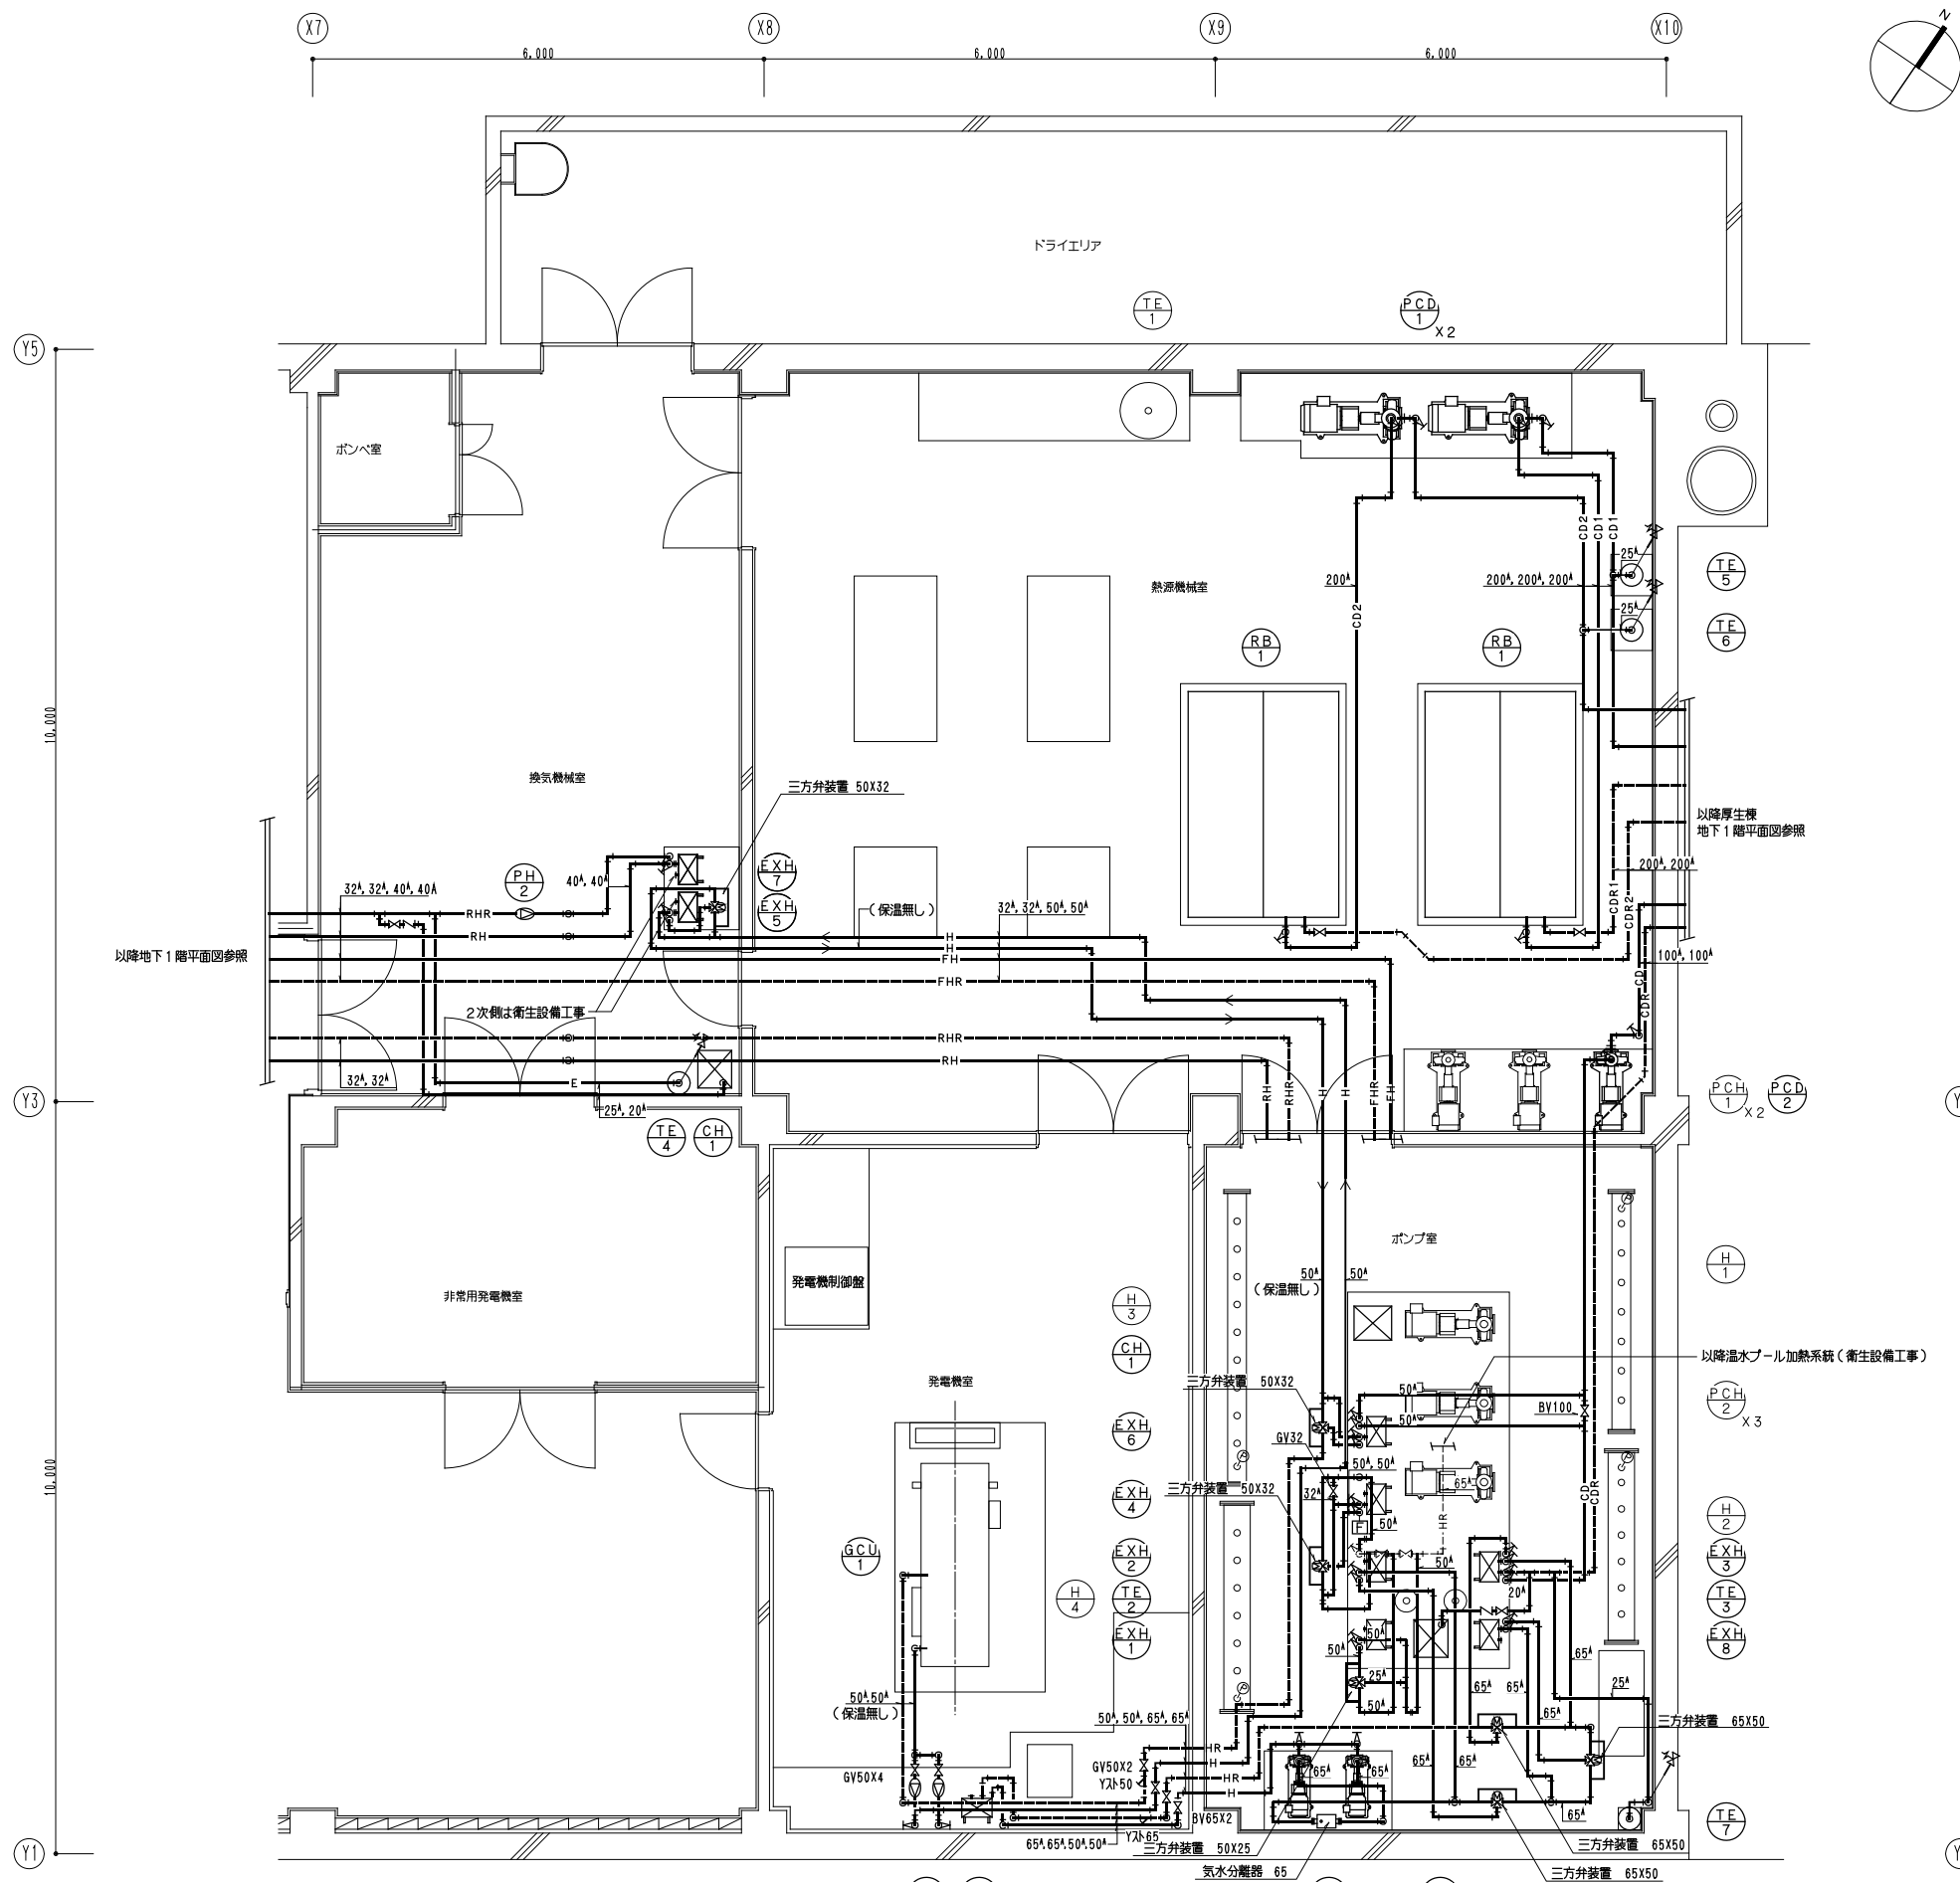 X7
X8
X9
X10
N
6,000
6,000
6,000
ドライエリア
TE
1
PCD
1
X2
Y5
ボンベ室
CD2
CD1
CD1
25A
25A
TE
5
TE
6
200A
200A, 200A, 200A
熱源機械室
CD2
RB
1
RB
1
10,000
換気機械室
三方弁装置 50X32
以降厚生棟
地下1階平面図参照
200A, 200A
CDR1
CDR2
EXH
7
EXH
5
PH
2
40A, 40A
32A, 32A, 40A, 40A
(保温無し)
32A, 32A, 50A, 50A
RHR
RH
H
H
FH
FHR
以降地下1階平面図参照
100A, 100A
CD
CDR
2次側は衛生設備工事
RHR
RH
32A, 32A
E
25A, 20A
TE
4
CH
1
RH
RHR
H
H
FHR
FH
PCH
1
X2
PCD
2
Y3
Y
ポンプ室
H
1
50A
50A
(保温無し)
発電機制御盤
非常用発電機室
H
3
CH
1
発電機室
以降温水プール加熱系統(衛生設備工事)
三方弁装置 50X32
50A
50A
BV100
PCH
2
X3
EXH
6
GV32
50A, 50A
三方弁装置 50X32
32A
65A
CD
CDR
HR
EXH
4
F
50A
10,000
H
2
EXH
3
TE
3
EXH
8
GCU
1
EXH
2
TE
2
EXH
1
H
4
50A
20A
50A
50A
65A
25A
50A
65A
65A
65A
25A
50A, 50A
(保温無し)
50A, 50A, 65A, 65A
三方弁装置 65X50
HR
H
HR
H
GV50X2
Yスト50
GV50X4
65A
65A
65A
65A
65A
BV65X2
Yスト65
65A, 65A, 50A, 50A
三方弁装置 50X25
三方弁装置 65X50
TE
7
Y1
Y
気水分離器 65
三方弁装置 65X50